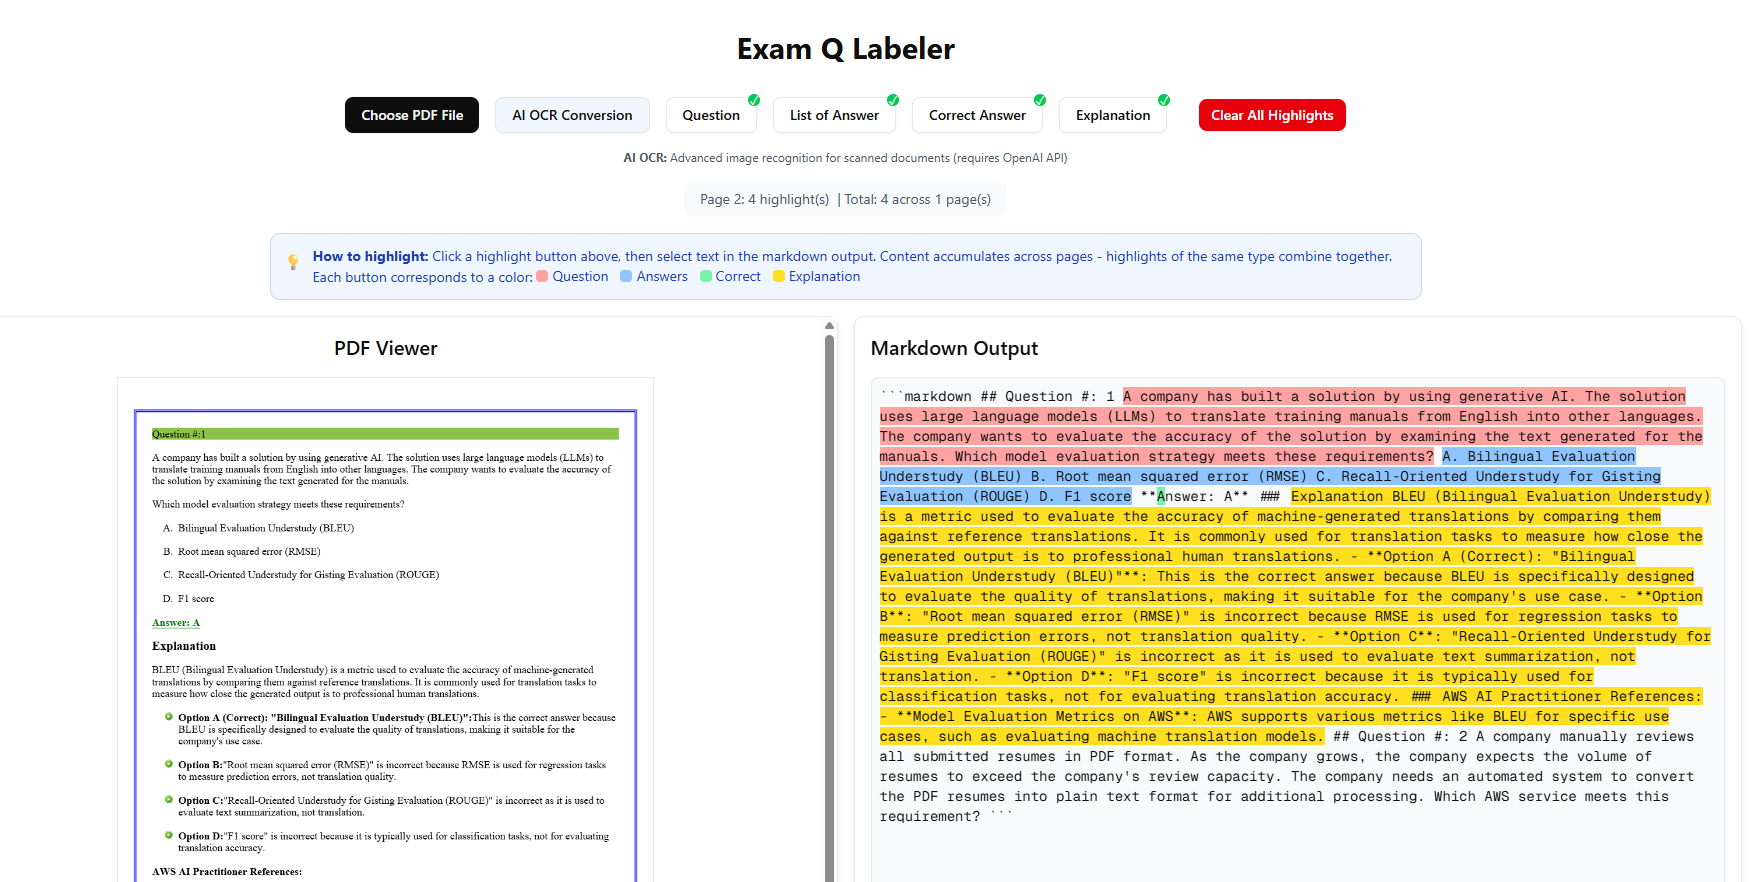 Exam Q Labeler
Choose PDF File
AI OCR Conversion
Question
List of Answer
Correct Answer
Explanation
Clear All Highlights
AI OCR: Advanced image recognition for scanned documents (requires OpenAI API)
Page 2: 4 highlight(s) | Total: 4 across 1 page(s)
How to highlight: Click a highlight button above, then select text in the markdown output. Content accumulates across pages - highlights of the same type combine together.
Each button corresponds to a color: Question Answers Correct Explanation
PDF Viewer
Question #:1
A company has built a solution by using generative AI. The solution uses large language models (LLMs) to
translate training manuals from English into other languages. The company wants to evaluate the accuracy of
the solution by examining the text generated for the manuals.
Which model evaluation strategy meets these requirements?
A. Bilingual Evaluation Understudy (BLEU)
B. Root mean squared error (RMSE)
C. Recall-Oriented Understudy for Gisting Evaluation (ROUGE)
D. F1 score
Answer: A
Explanation
BLEU (Bilingual Evaluation Understudy) is a metric used to evaluate the accuracy of machine-generated
translations by comparing them against reference translations. It is commonly used for translation tasks to
measure how close the generated output is to professional human translations.
Option A (Correct): "Bilingual Evaluation Understudy (BLEU)":This is the correct answer because
BLEU is specifically designed to evaluate the quality of translations, making it suitable for the
company's use case.
Option B:"Root mean squared error (RMSE)" is incorrect because RMSE is used for regression tasks
to measure prediction errors, not translation quality.
Option C:"Recall-Oriented Understudy for Gisting Evaluation (ROUGE)" is incorrect as it is used to
evaluate text summarization, not translation.
Option D:"F1 score" is incorrect because it is typically used for classification tasks, not for evaluating
translation accuracy.
AWS AI Practitioner References:
Markdown Output
```markdown ## Question #: 1 A company has built a solution by using generative AI. The solution
uses large language models (LLMs) to translate training manuals from English into other languages.
The company wants to evaluate the accuracy of the solution by examining the text generated for the
manuals. Which model evaluation strategy meets these requirements? A. Bilingual Evaluation
Understudy (BLEU) B. Root mean squared error (RMSE) C. Recall-Oriented Understudy for Gisting
Evaluation (ROUGE) D. F1 score **Answer: A** ### Explanation BLEU (Bilingual Evaluation Understudy)
is a metric used to evaluate the accuracy of machine-generated translations by comparing them
against reference translations. It is commonly used for translation tasks to measure how close the
generated output is to professional human translations. - **Option A (Correct): "Bilingual
Evaluation Understudy (BLEU)"**: This is the correct answer because BLEU is specifically designed
to evaluate the quality of translations, making it suitable for the company's use case. - **Option
B**: "Root mean squared error (RMSE)" is incorrect because RMSE is used for regression tasks to
measure prediction errors, not translation quality. - **Option C**: "Recall-Oriented Understudy for
Gisting Evaluation (ROUGE)" is incorrect as it is used to evaluate text summarization, not
translation. - **Option D**: "F1 score" is incorrect because it is typically used for
classification tasks, not for evaluating translation accuracy. ### AWS AI Practitioner References:
- **Model Evaluation Metrics on AWS**: AWS supports various metrics like BLEU for specific use
cases, such as evaluating machine translation models. ## Question #: 2 A company manually reviews
all submitted resumes in PDF format. As the company grows, the company expects the volume of
resumes to exceed the company's review capacity. The company needs an automated system to convert
the PDF resumes into plain text format for additional processing. Which AWS service meets this
requirement? ```